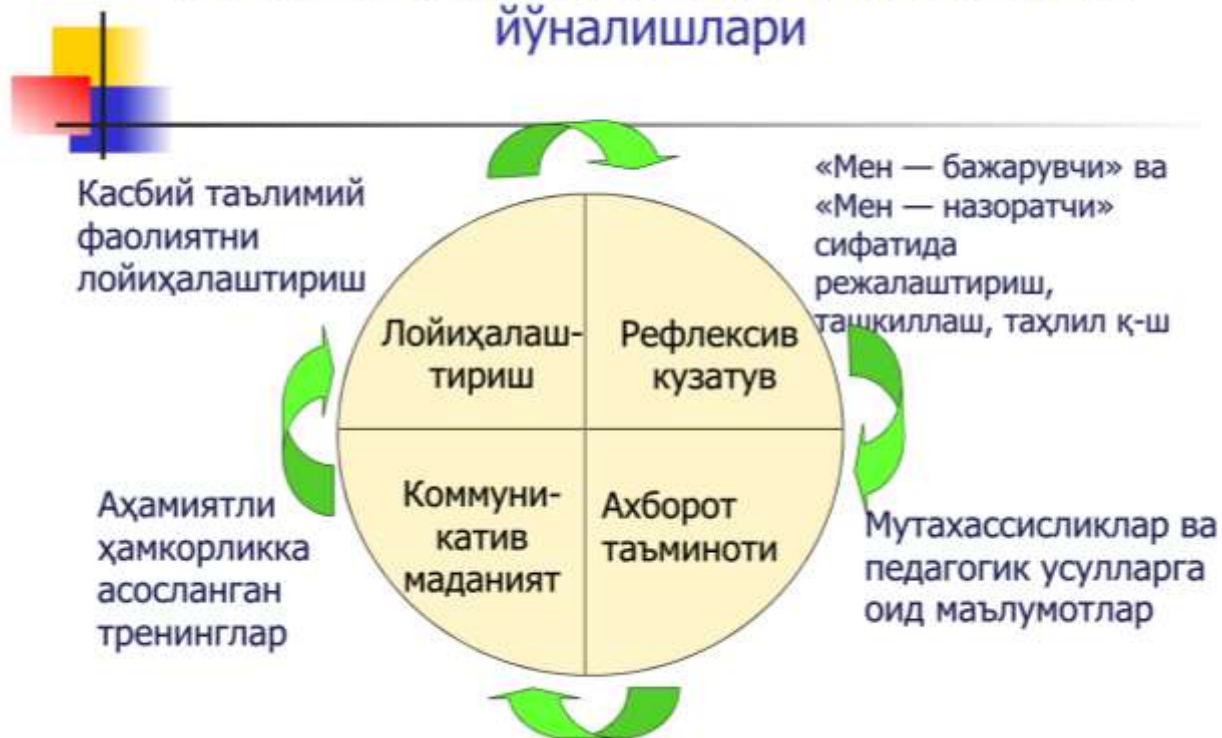 йўналишлари
Касбий таълимий
фаолиятни
лойиҳалаштириш
«Мен — бажарувчи» ва
«Мен — назоратчи»
сифатида
режалаштириш,
ташкиллаш, таҳлил қ-ш
Лойиҳалаш-
тириш
Рефлексив
кузатув
Коммуни-
катив
маданият
Ахборот
таъминоти
Аҳамиятли
ҳамкорликка
асосланган
тренинглар
Мутахассисликлар ва
педагогик усулларга
оид маълумотлар